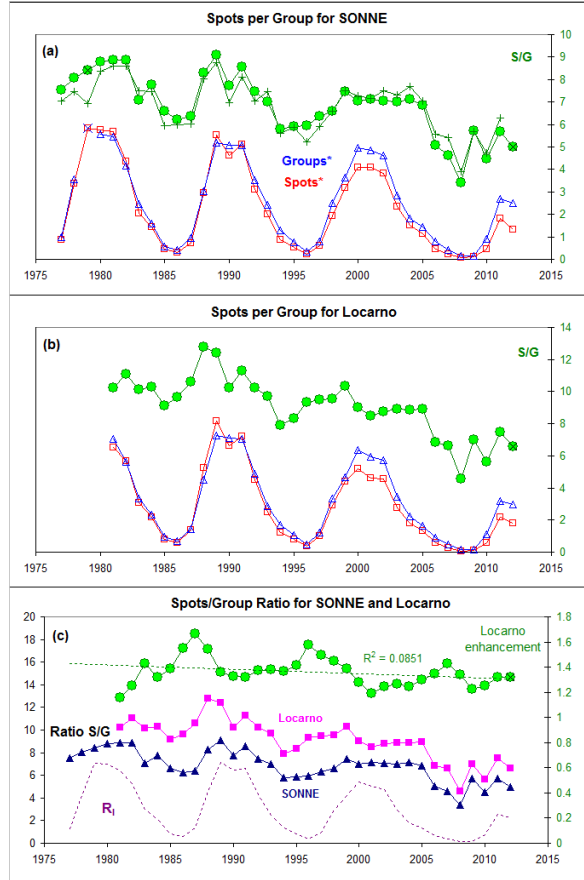 Spots per Group for SONNE
(a)
S/G
Groups*
Spots*
10
9
8
7
6
5
4
3
2
1
0
1975 1980 1985 1990 1995 2000 2005 2010 2015
Spots per Group for Locarno
(b)
S/G
14
12
10
8
6
4
2
0
1975 1980 1985 1990 1995 2000 2005 2010 2015
Spots/Group Ratio for SONNE and Locarno
(c)
Locarno
enhancement
R² = 0.0851
Ratio S/G
Locarno
SONNE
R_I
20
18
16
14
12
10
8
6
4
2
0
1.8
1.6
1.4
1.2
1
0.8
0.6
0.4
0.2
0
1975 1980 1985 1990 1995 2000 2005 2010 2015